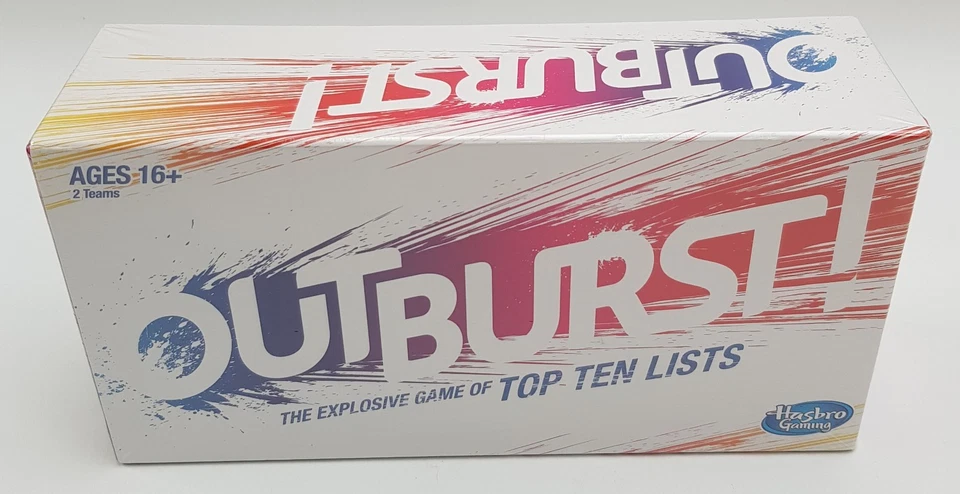 OUTBURST!
AGES 16+
2 Teams
OUTBURST!
THE EXPLOSIVE GAME OF TOP TEN LISTS
Hasbro
Gaming